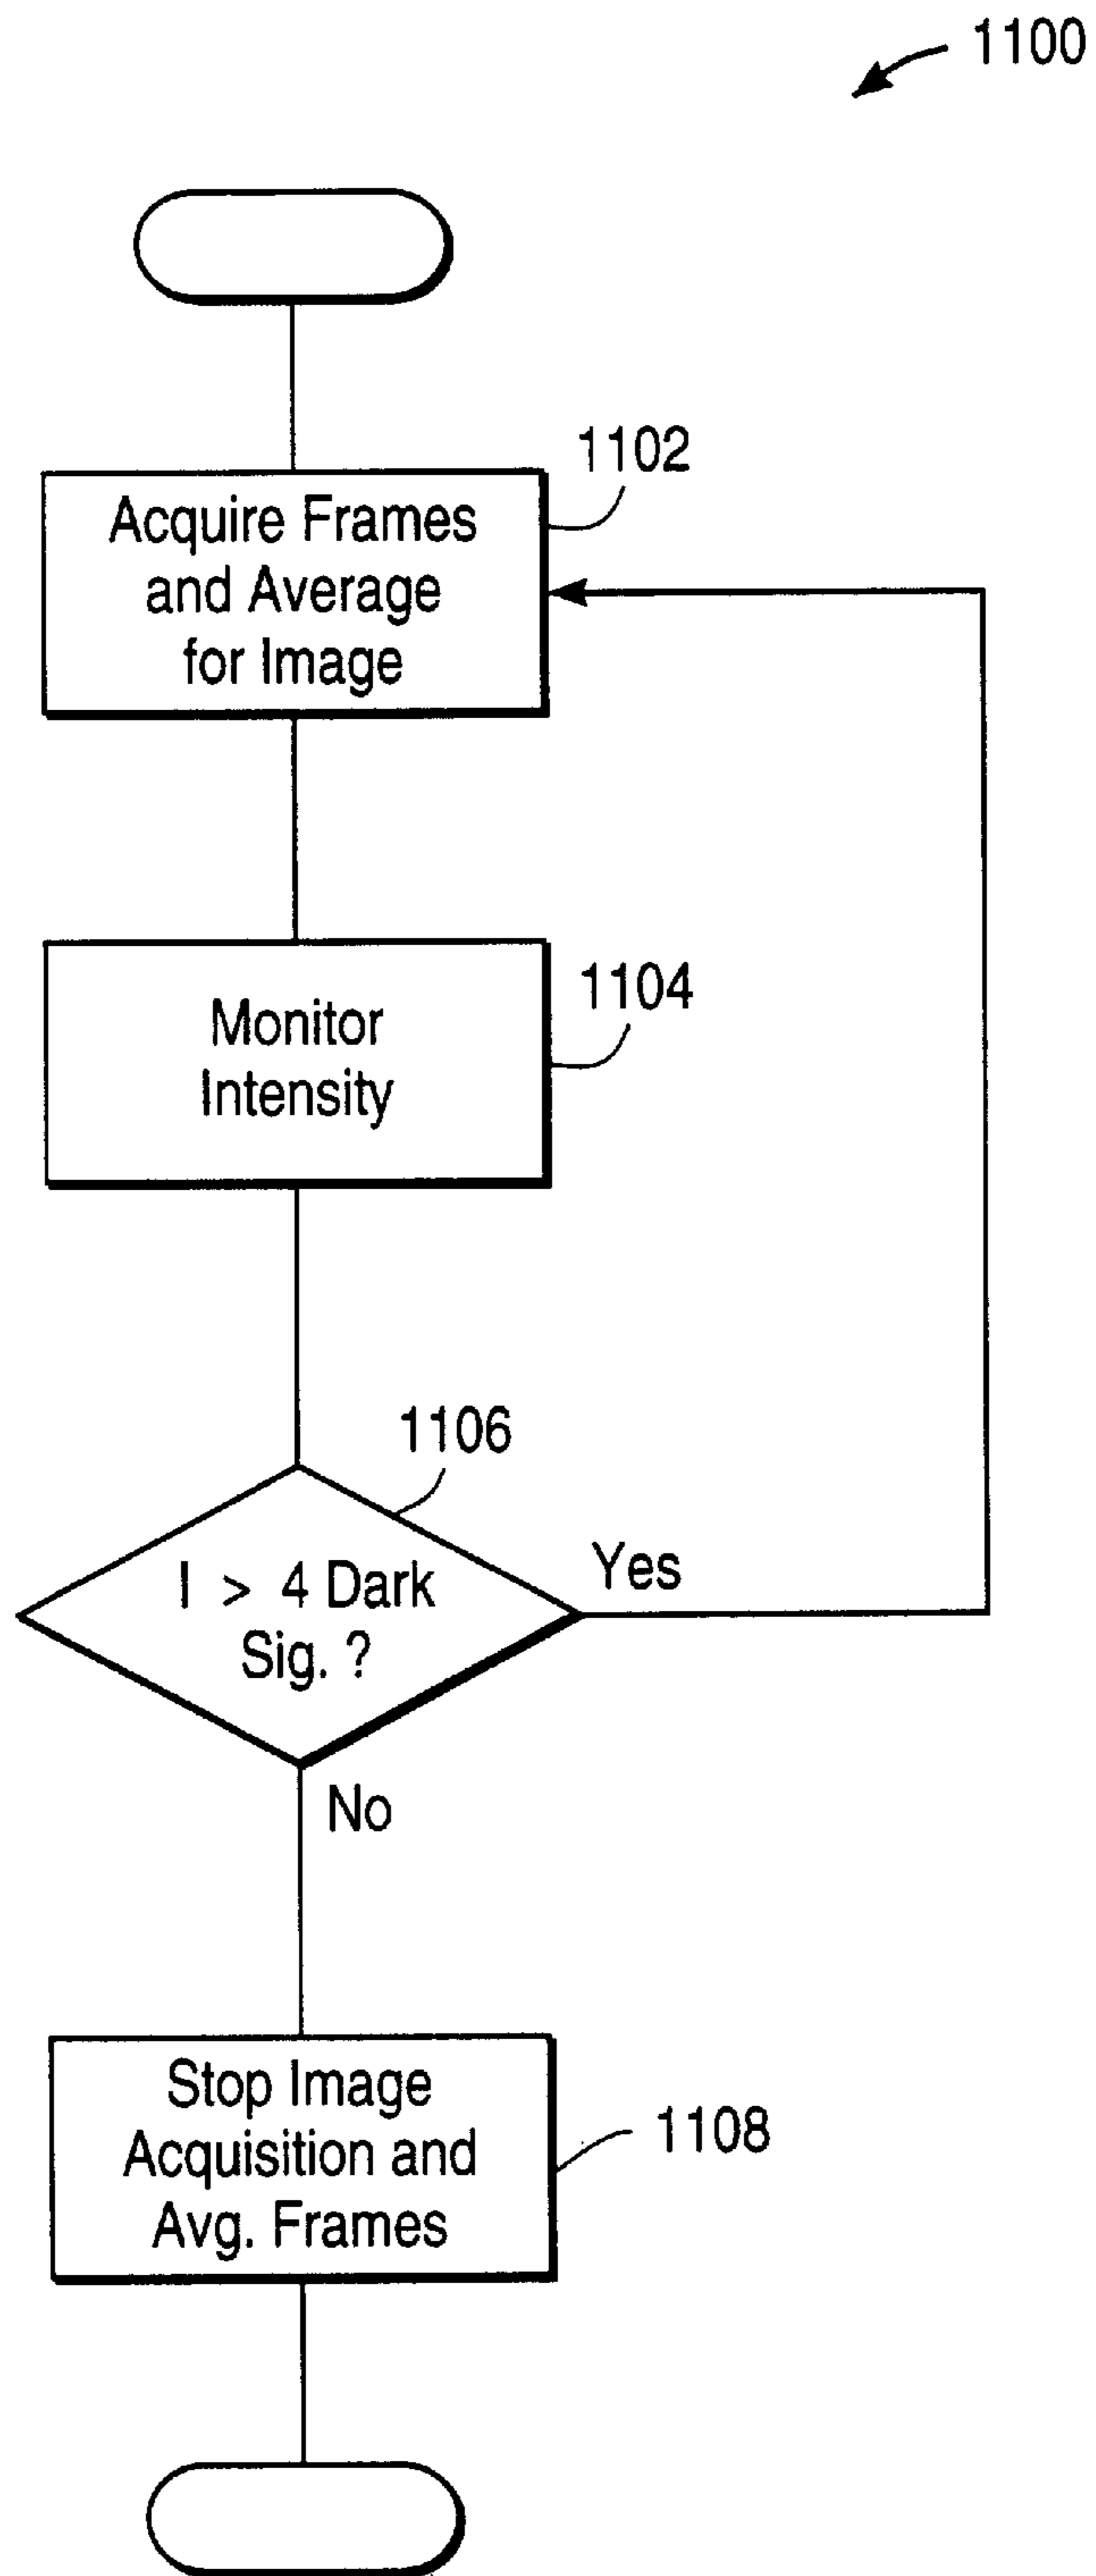 1100
1102
Acquire Frames
and Average
for Image
1104
Monitor
Intensity
1106
I > 4 Dark
Sig. ?
Yes
No
Stop Image
Acquisition and
Avg. Frames
1108